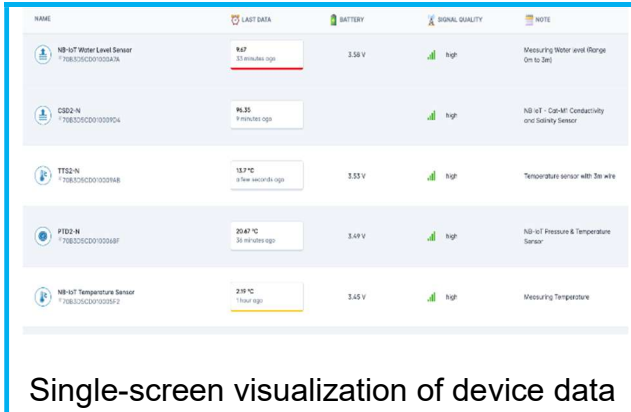 NAME LAST DATA BATTERY SIGNAL QUALITY NOTE
NB-IoT Water Level Sensor 9.67 3.58 V high Measuring Water level (Range
33 minutes ago 0m to 3m)
CSD2-N 96.35 high NB IoT - Cat-M1 Conductivity
9 minutes ago and Salinity Sensor
TTS2-N 13.7 °C 3.53 V high Temperature sensor with 3m wire
a few seconds ago
PTD2-N 20.67 °C 3.49 V high NB-IoT Pressure & Temperature
36 minutes ago Sensor
NB-IoT Temperature Sensor 2.19 °C 3.45 V high Measuring Temperature
1 hour ago
Single-screen visualization of device data